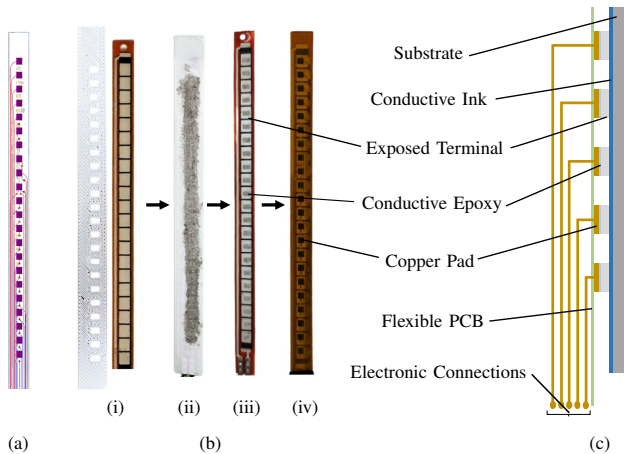 Substrate
Conductive Ink
Exposed Terminal
Conductive Epoxy
Copper Pad
Flexible PCB
Electronic Connections
(i)
(ii)
(iii)
(iv)
(a)
(b)
(c)